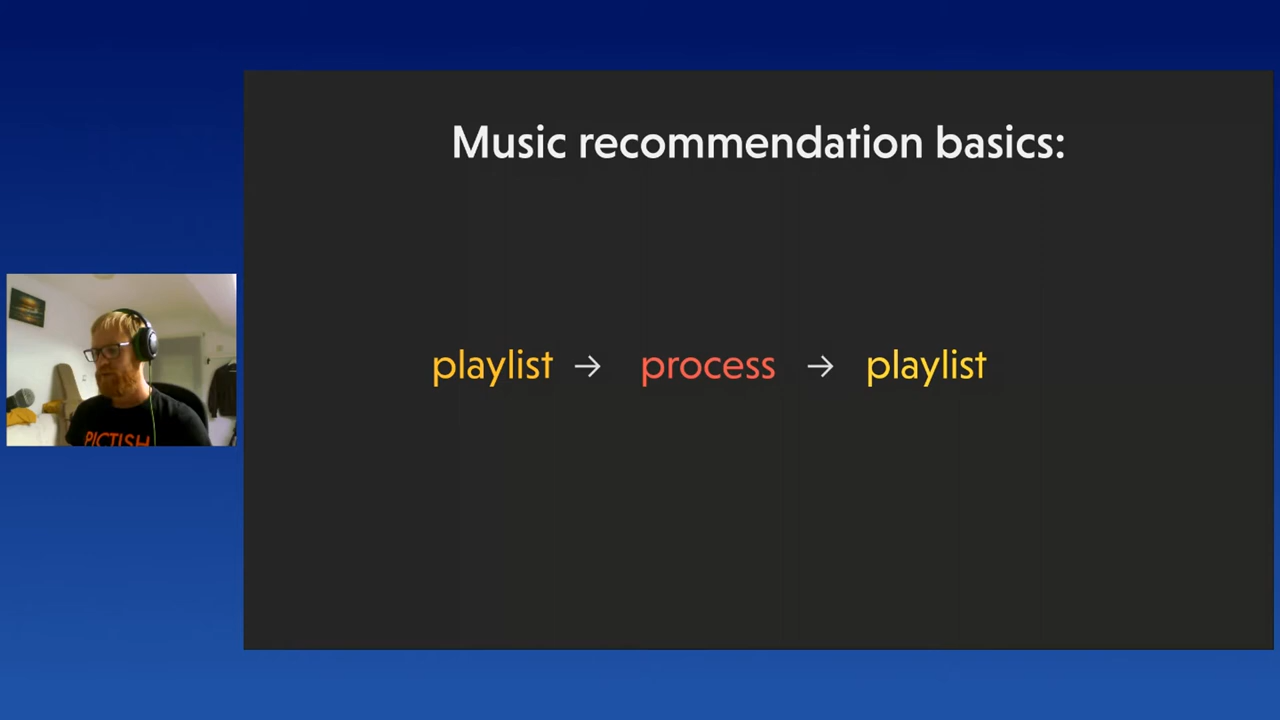 Music recommendation basics:
playlist → process → playlist
PICTISH